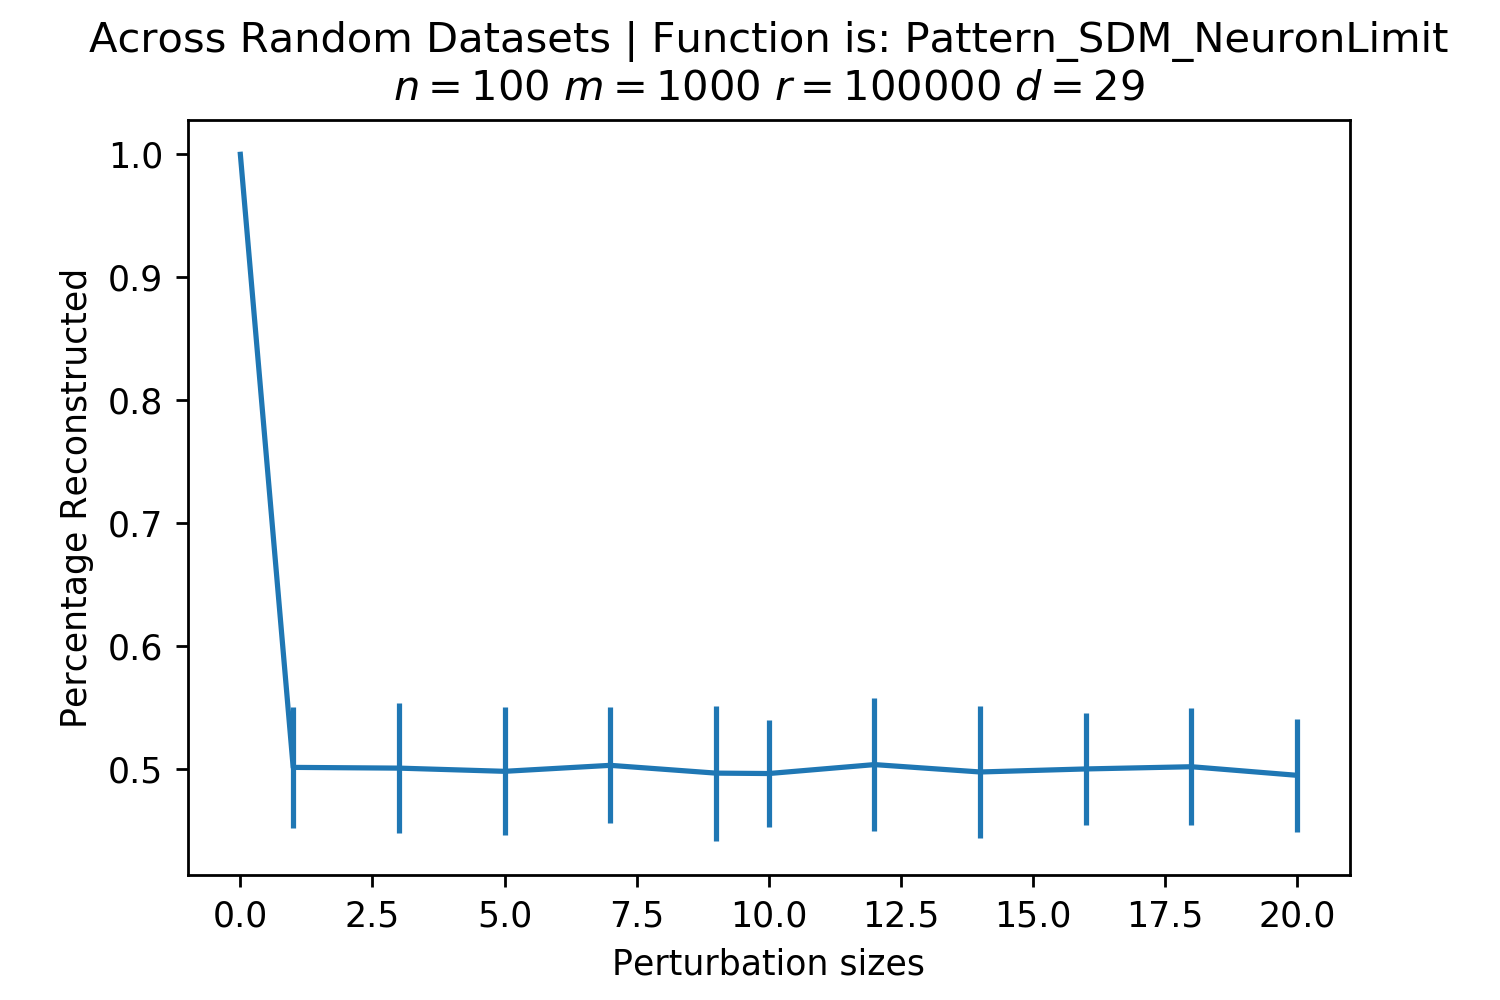 Across Random Datasets | Function is: Pattern_SDM_NeuronLimit
n = 100 m = 1000 r = 100000 d = 29
Percentage Reconstructed
1.0
0.9
0.8
0.7
0.6
0.5
0.0 2.5 5.0 7.5 10.0 12.5 15.0 17.5 20.0
Perturbation sizes